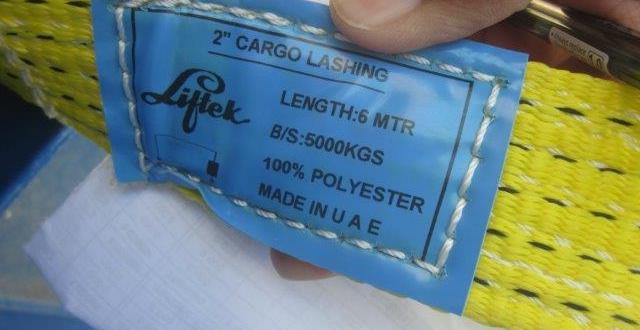 2" CARGO LASHING
Liftek
LENGTH:6 MTR
B/S:5000KGS
100% POLYESTER
MADE IN U A E